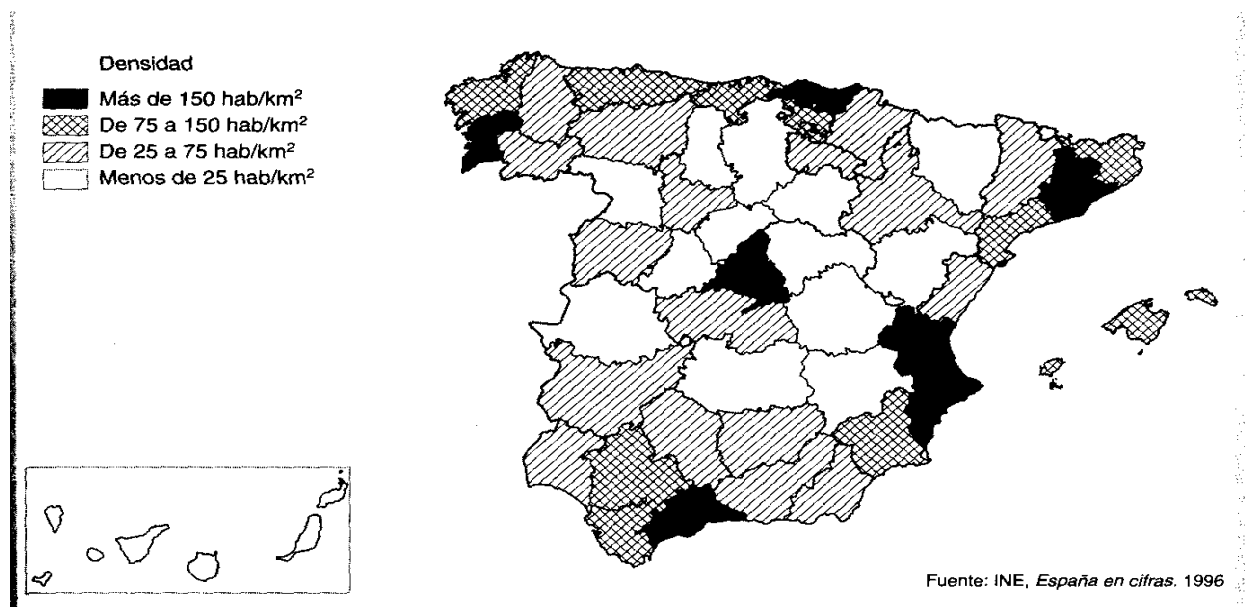 Densidad
Más de 150 hab/km²
De 75 a 150 hab/km²
De 25 a 75 hab/km²
Menos de 25 hab/km²
Fuente: INE, España en cifras. 1996